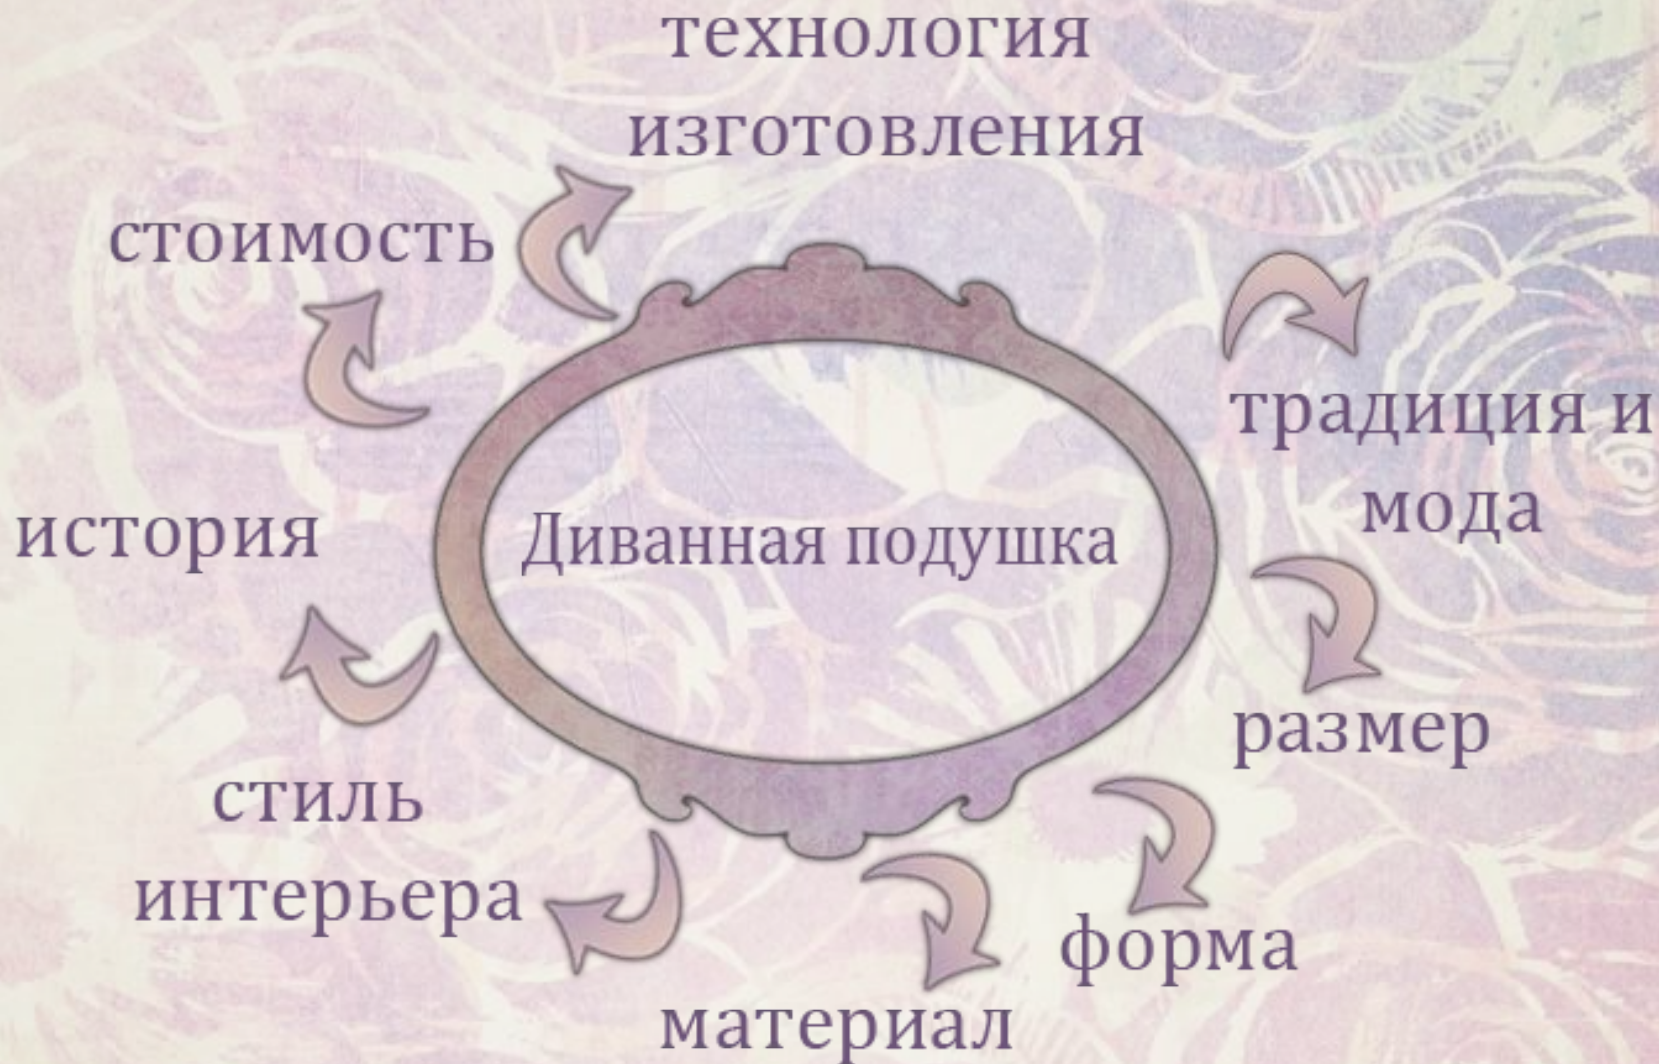 технология
изготовления
стоимость
традиция и
мода
история
Диванная подушка
размер
стиль
интерьера
форма
материал